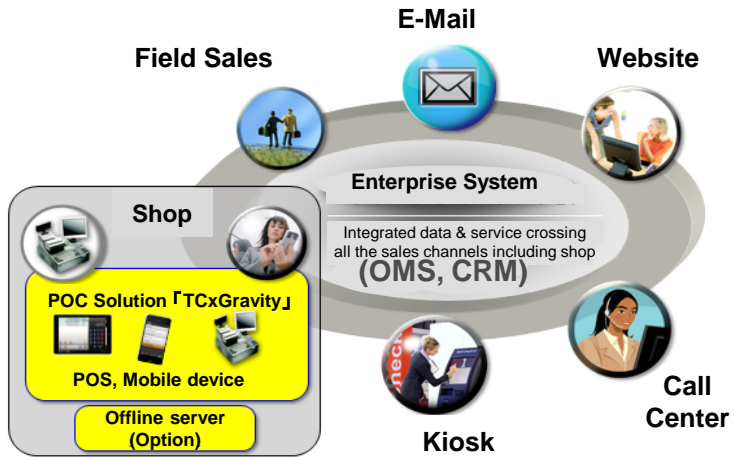 E-Mail
Field Sales
Website
Enterprise System
Shop
Integrated data & service crossing
all the sales channels including shop
(OMS, CRM)
POC Solution「TCxGravity」
POS, Mobile device
Offline server
(Option)
check
Kiosk
Call
Center